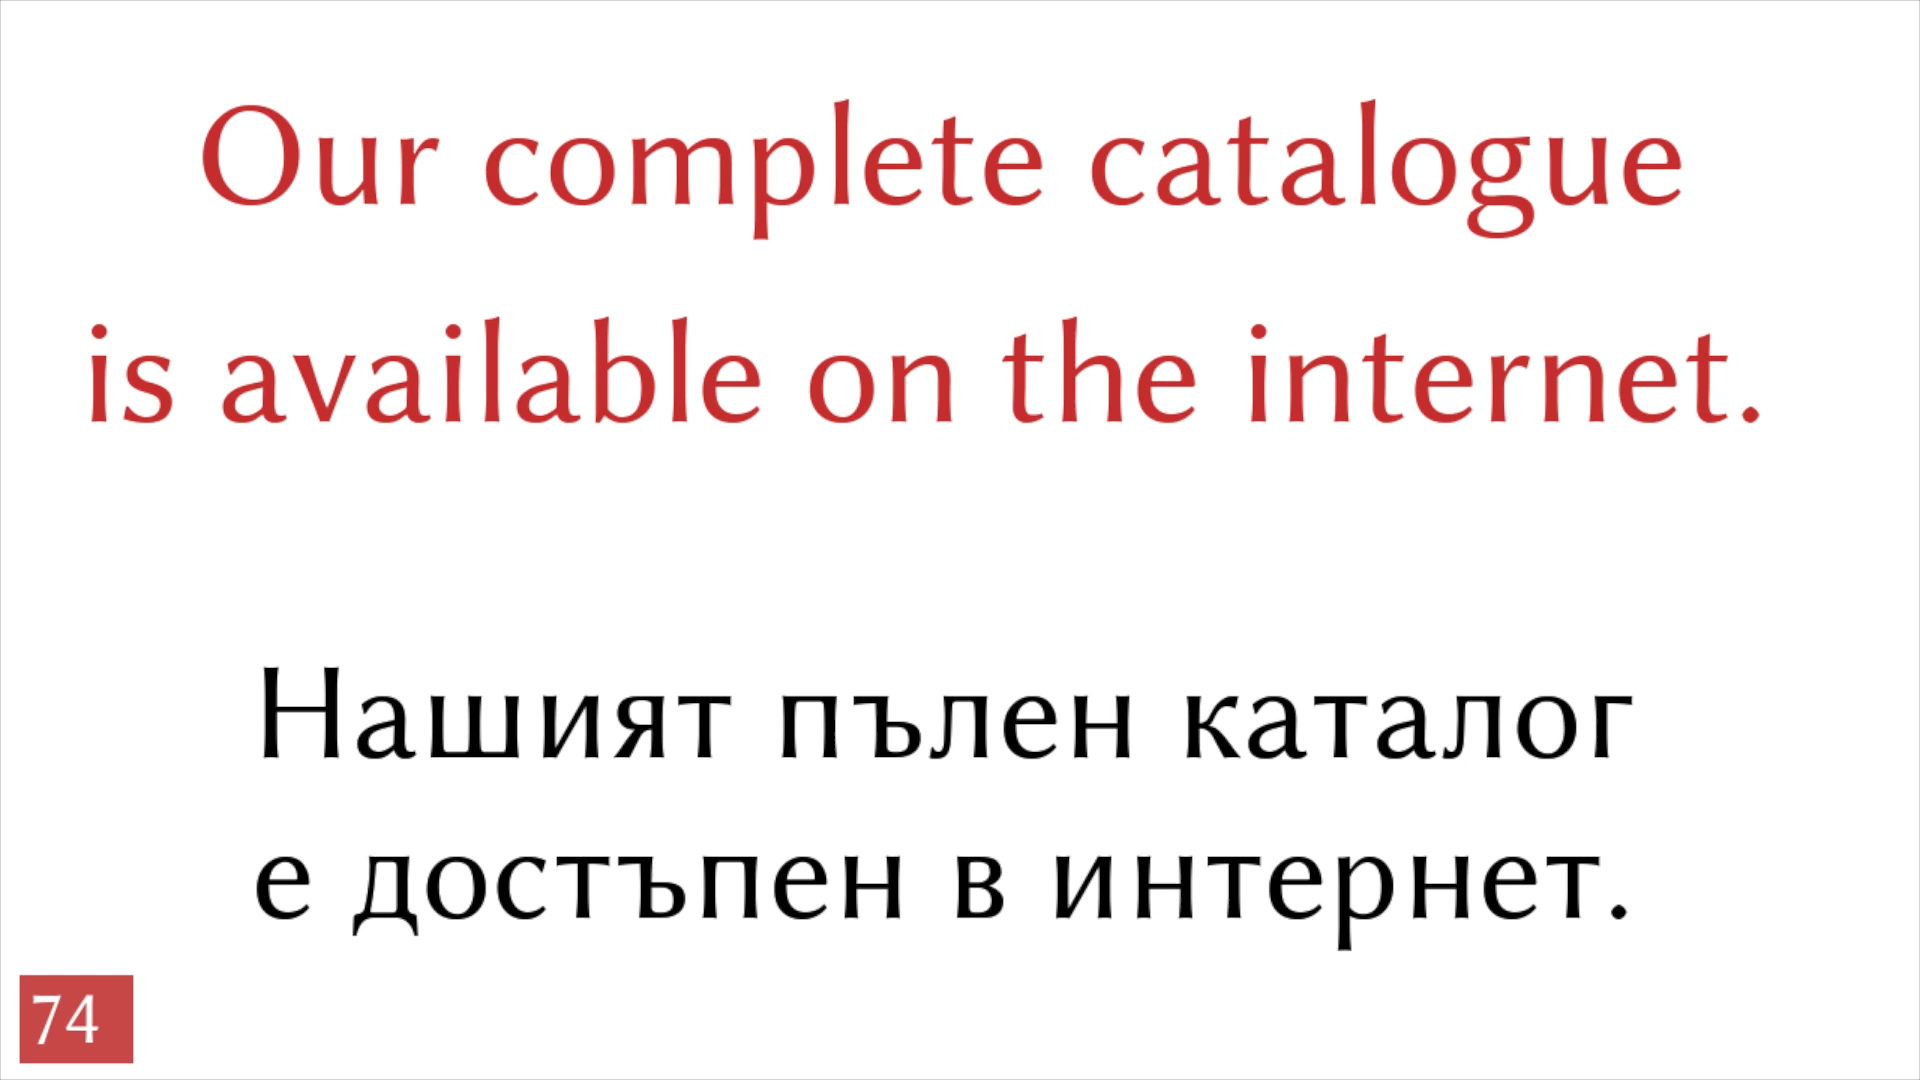 Our complete catalogue
is available on the internet.
Нашият пълен каталог
е достъпен в интернет.
74